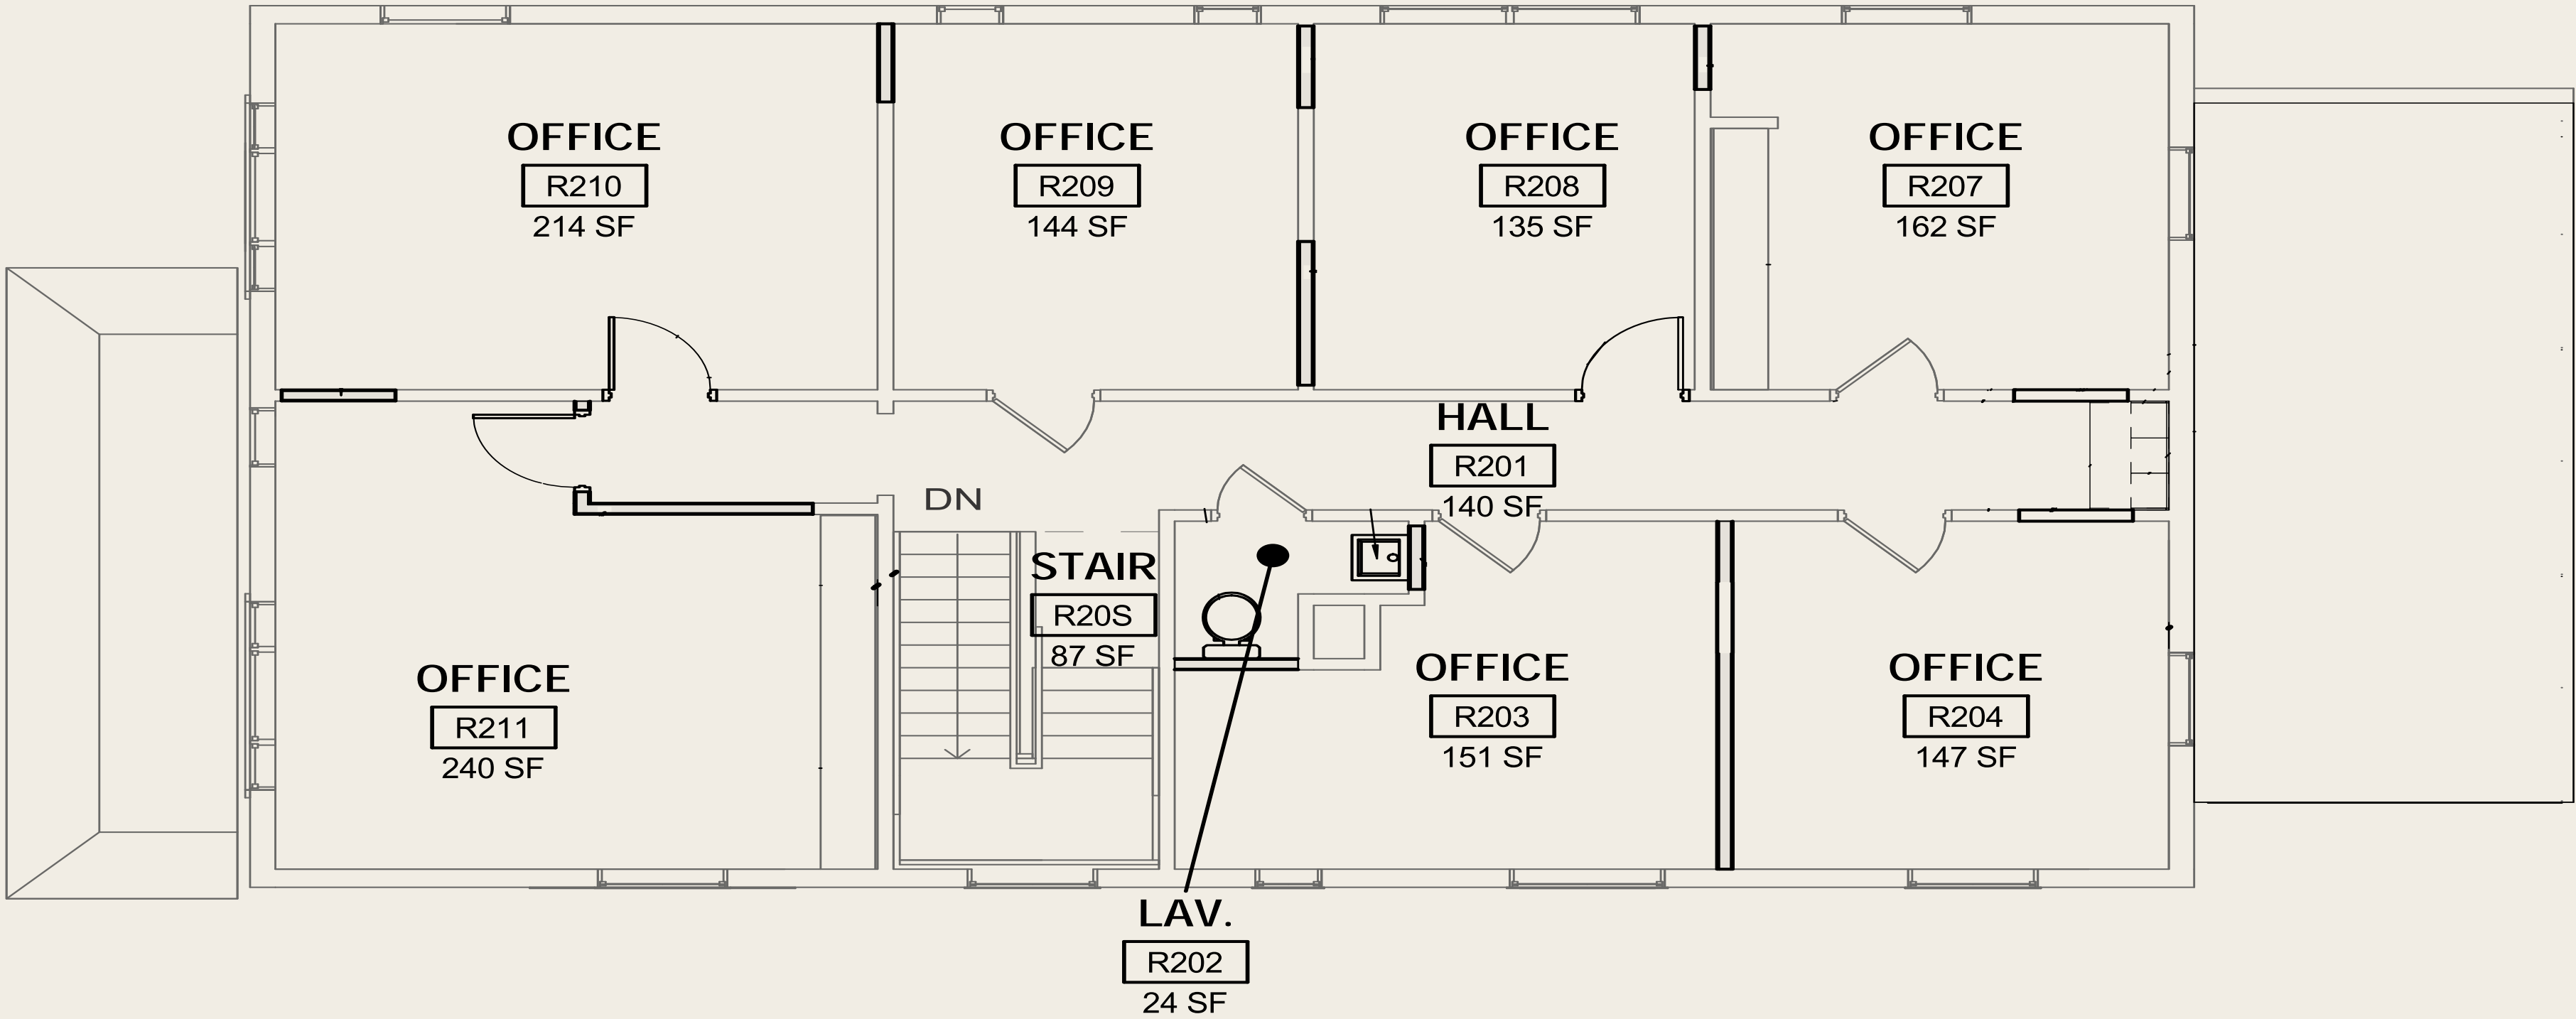 OFFICE
R210
214 SF
OFFICE
R209
144 SF
OFFICE
R208
135 SF
OFFICE
R207
162 SF
HALL
R201
140 SF
DN
STAIR
R20S
87 SF
OFFICE
R211
240 SF
OFFICE
R203
151 SF
OFFICE
R204
147 SF
LAV.
R202
24 SF